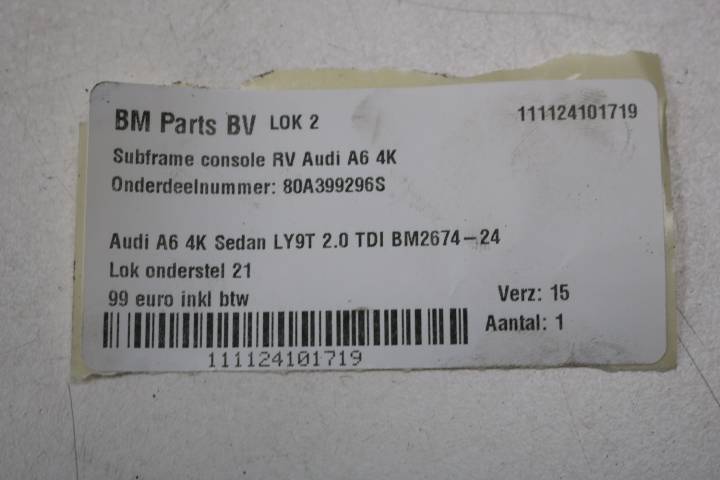 BM Parts BV LOK 2 111124101719
Subframe console RV Audi A6 4K
Onderdeelnummer: 80A399296S
Audi A6 4K Sedan LY9T 2.0 TDI BM2674-24
Lok onderstel 21
99 euro inkl btw Verz: 15
Aantal: 1
111124101719